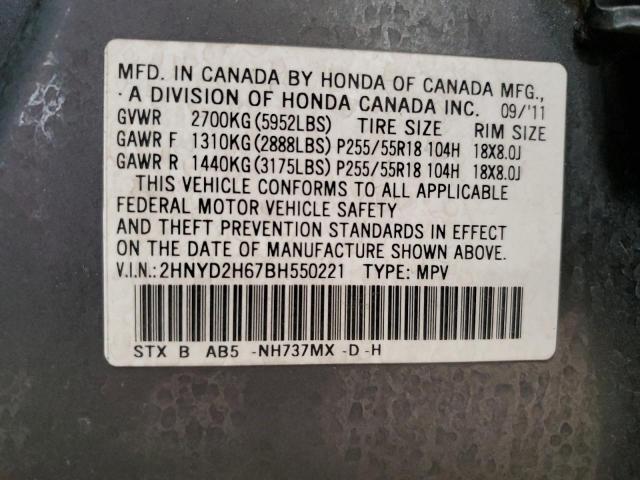 MFD. IN CANADA BY HONDA OF CANADA MFG.,
· A DIVISION OF HONDA CANADA INC. 09/'11
GVWR 2700KG(5952LBS) TIRE SIZE RIM SIZE
GAWR F 1310KG(2888LBS) P255/55R18 104H 18X8.0J
GAWR R 1440KG(3175LBS) P255/55R18 104H 18X8.0J
THIS VEHICLE CONFORMS TO ALL APPLICABLE
FEDERAL MOTOR VEHICLE SAFETY
AND THEFT PREVENTION STANDARDS IN EFFECT
ON THE DATE OF MANUFACTURE SHOWN ABOVE.
V.I.N.: 2HNYD2H67BH550221 TYPE: MPV
STX B AB5 -NH737MX -D -H